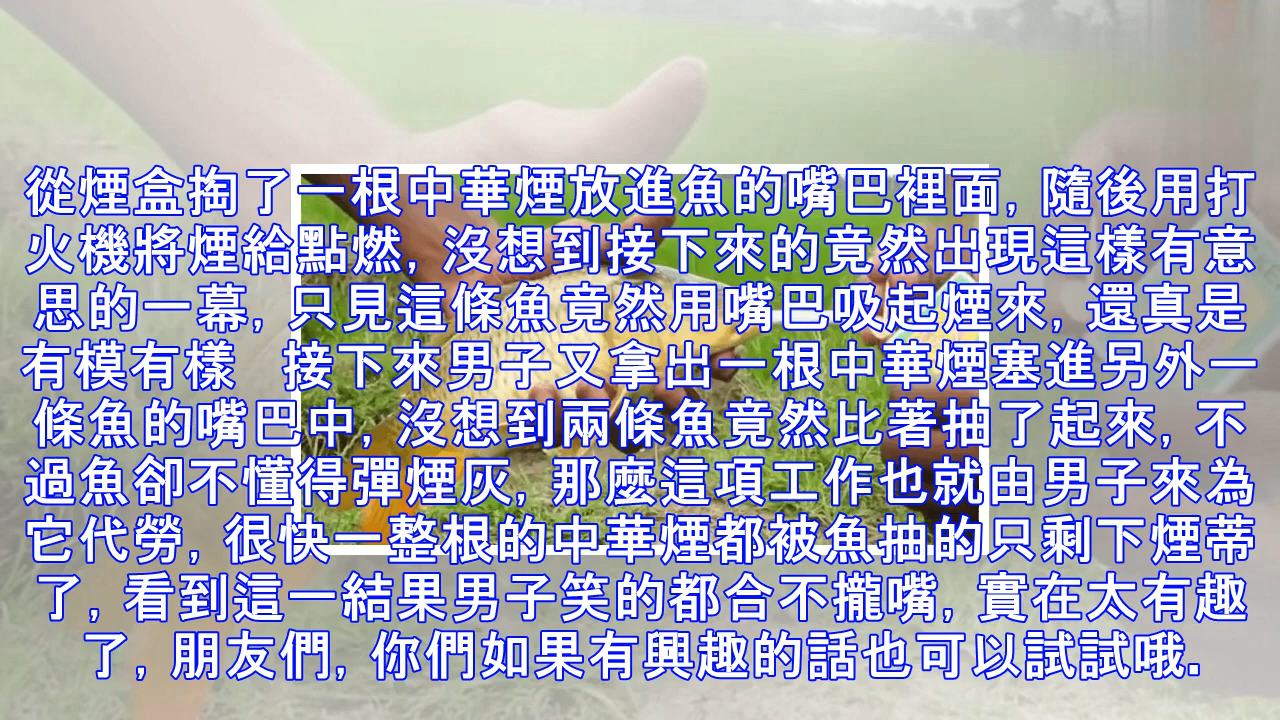 從煙盒掏了一根中華煙放進魚的嘴巴裡面, 隨後用打
火機將煙給點燃, 沒想到接下來的竟然出現這樣有意
思的一幕, 只見這條魚竟然用嘴巴吸起煙來, 還真是
有模有樣 接下來男子又拿出一根中華煙塞進另外一
條魚的嘴巴中, 沒想到兩條魚竟然比著抽了起來, 不
過魚卻不懂得彈煙灰, 那麼這項工作也就由男子來為
它代勞, 很快一整根的中華煙都被魚抽的只剩下煙蒂
了, 看到這一結果男子笑的都合不攏嘴, 實在太有趣
了, 朋友們, 你們如果有興趣的話也可以試試哦.